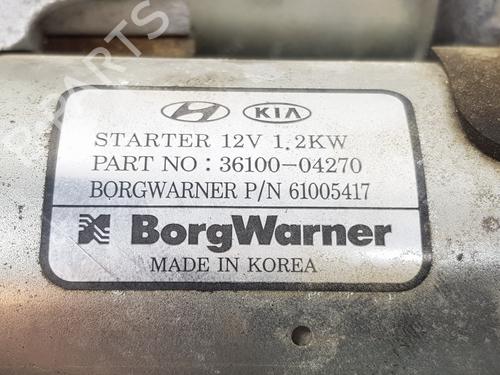 KIA
STARTER 12V 1.2KW
PART NO : 36100-04270
BORGWARNER P/N 61005417
BorgWarner
MADE IN KOREA